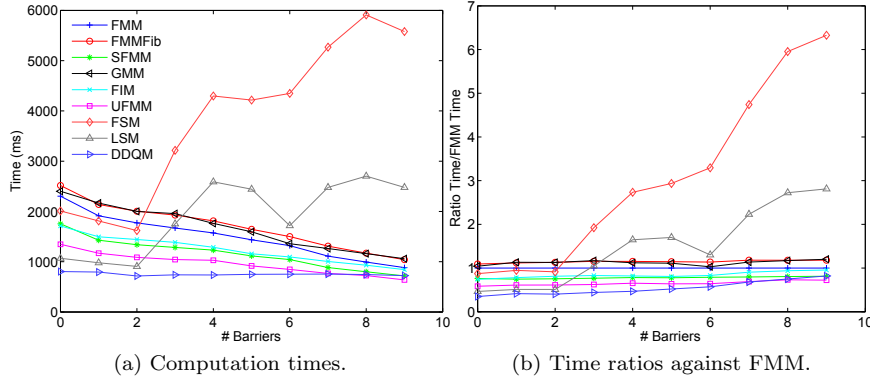 6000
5000
4000
3000
2000
1000
0
0
2
4
6
8
10
Time (ms)
# Barriers
FMM
FMMFib
SFMM
GMM
FIM
UFMM
FSM
LSM
DDQM
(a) Computation times.
7
6
5
4
3
2
1
0
0
2
4
6
8
10
Ratio Time/FMM Time
# Barriers
(b) Time ratios against FMM.